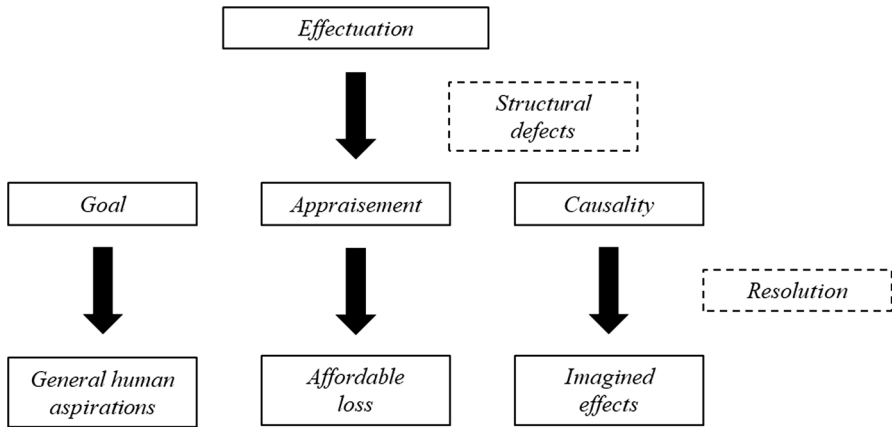 Effectuation
Structural
defects
Goal
Appraisement
Causality
Resolution
General human
aspirations
Affordable
loss
Imagined
effects